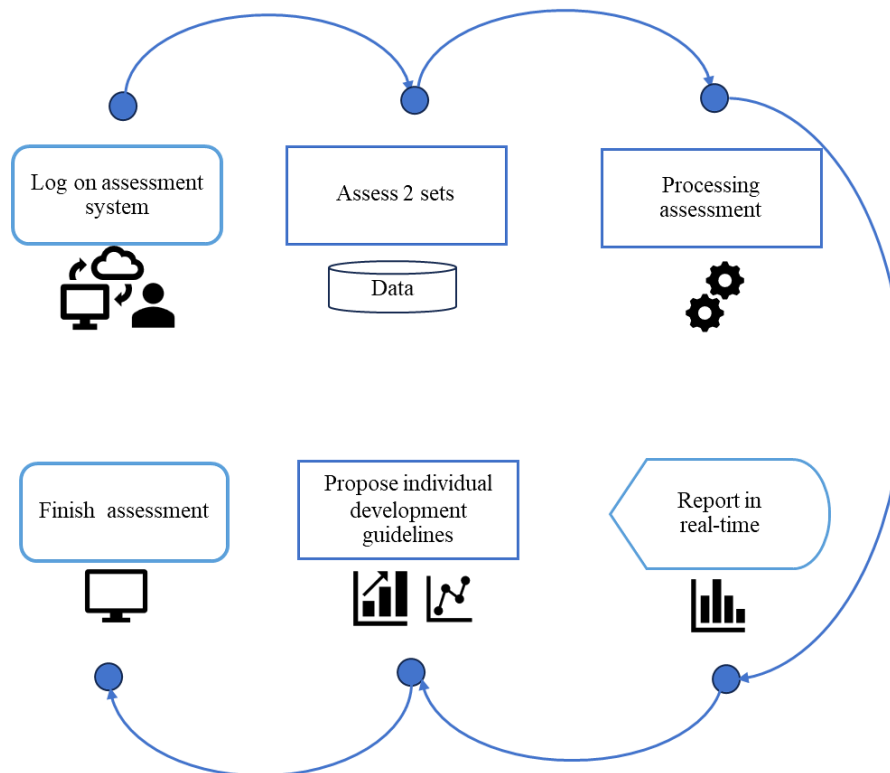 Log on assessment
system
Assess 2 sets
Processing
assessment
Data
Finish assessment
Propose individual
development
guidelines
Report in
real-time